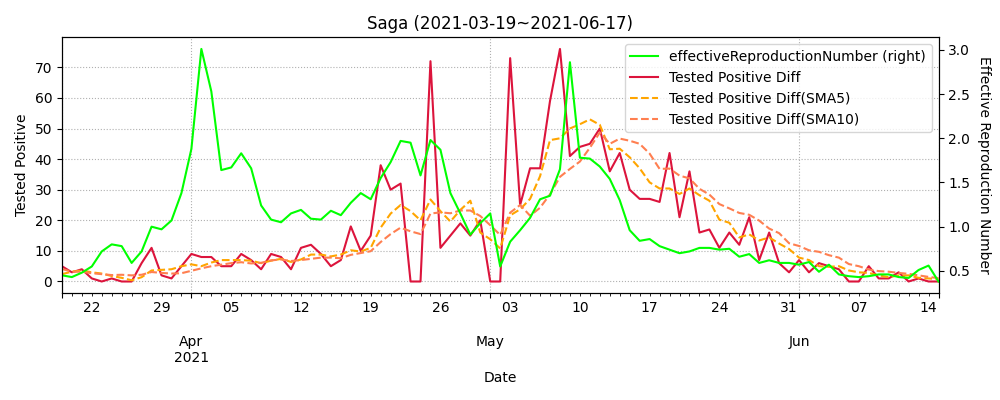 Saga (2021-03-19~2021-06-17)
effectiveReproductionNumber (right)
Tested Positive Diff
Tested Positive Diff(SMA5)
Tested Positive Diff(SMA10)
Tested Positive
70
60
50
40
30
20
10
0
3.0
2.5
2.0
1.5
1.0
0.5
Effective Reproduction Number
22 29 05 12 19 26 03 10 17 24 31 07 14
Apr May Jun
2021
Date